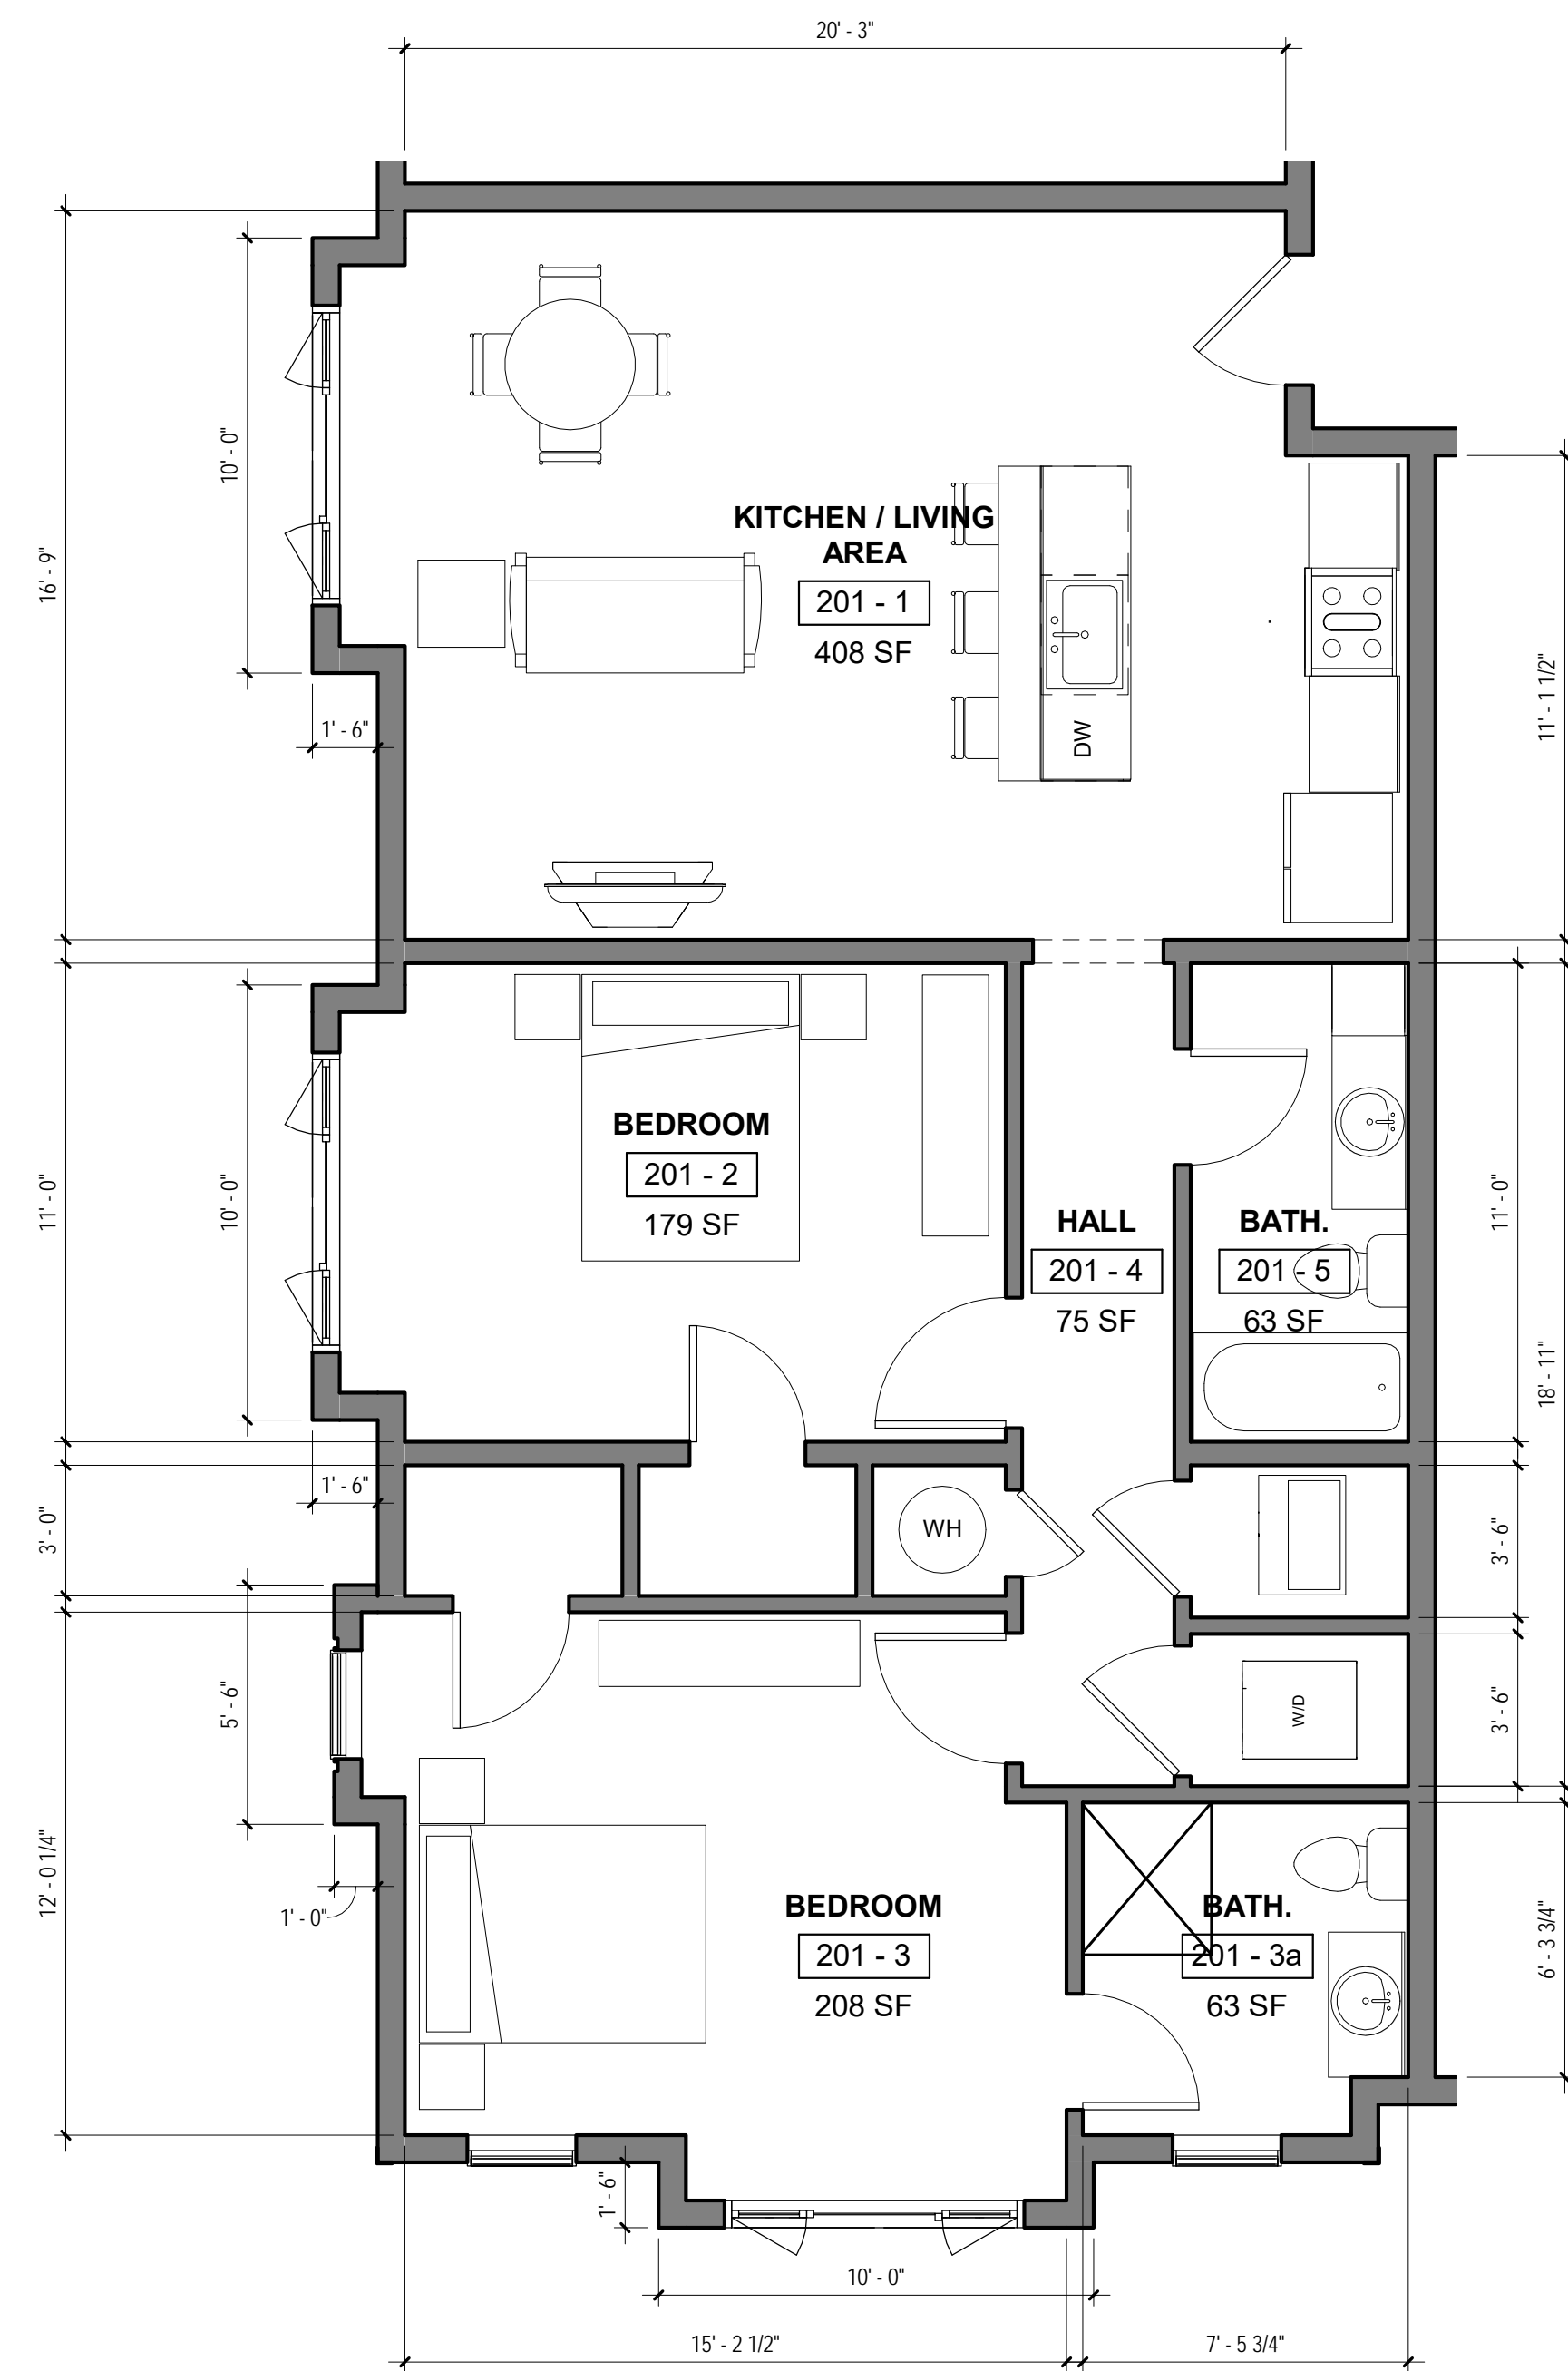 20' - 3"
10' - 0"
16' - 9"
KITCHEN / LIVING
AREA
201 - 1
408 SF
11' - 1 1/2"
1' - 6"
DW
BEDROOM
201 - 2
179 SF
11' - 0"
10' - 0"
HALL
201 - 4
75 SF
BATH.
201 - 5
63 SF
11' - 0"
18' - 11"
1' - 6"
3' - 0"
WH
3' - 6"
5' - 6"
W/D
3' - 6"
12' - 0 1/4"
1' - 0"
BEDROOM
201 - 3
208 SF
BATH.
201 - 3a
63 SF
6' - 3 3/4"
1' - 6"
10' - 0"
15' - 2 1/2"
7' - 5 3/4"